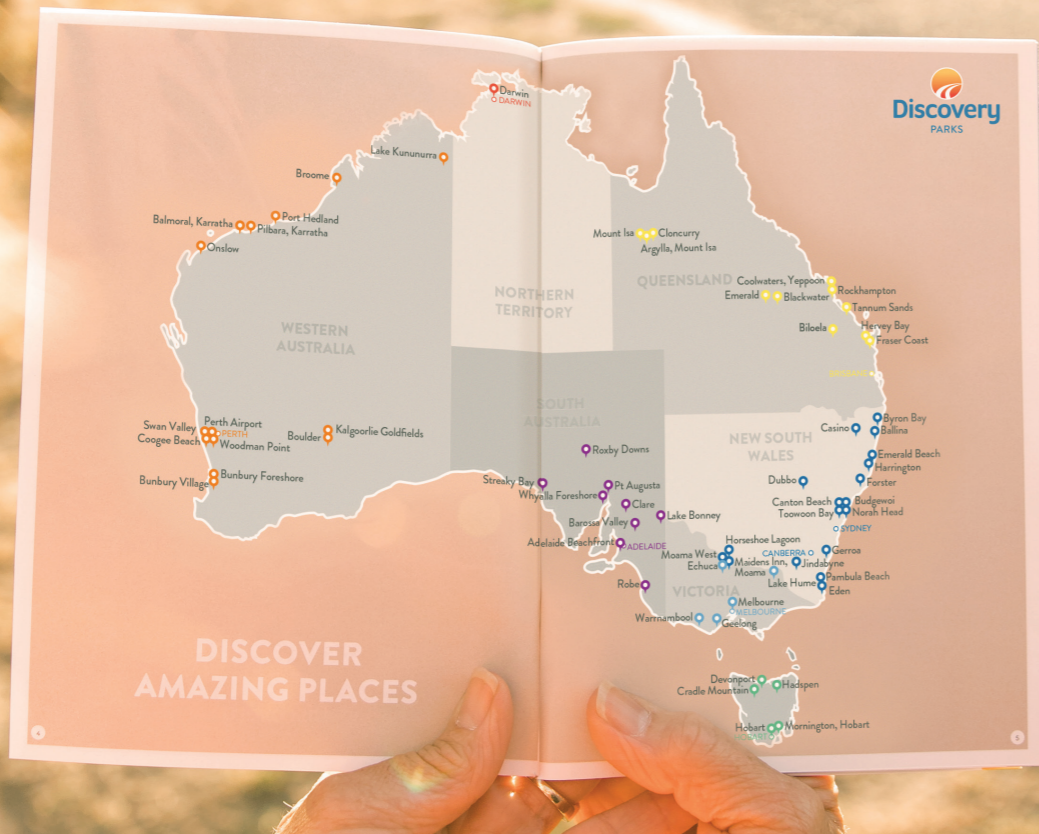 Discovery
PARKS
Darwin
DARWIN
Lake Kununurra
Broome
Port Hedland
Balmoral, Karratha
Pilbara, Karratha
Onslow
WESTERN
AUSTRALIA
NORTHERN
TERRITORY
Mount Isa
Cloncurry
Argylla, Mount Isa
QUEENSLAND
Coolwaters, Yeppoon
Rockhampton
Emerald
Blackwater
Tannum Sands
Biloela
Hervey Bay
Fraser Coast
BRISBANE
Perth Airport
Swan Valley
PERTH
Coogee Beach
Woodman Point
Kalgoorlie Goldfields
Boulder
Bunbury Foreshore
Bunbury Village
SOUTH
AUSTRALIA
Roxby Downs
Streaky Bay
Pt Augusta
Whyalla Foreshore
Clare
Lake Bonney
Barossa Valley
Adelaide Beachfront
ADELAIDE
Robe
NEW SOUTH
WALES
Byron Bay
Casino
Ballina
Emerald Beach
Harrington
Forster
Dubbo
Canton Beach
Budgewoi
Toowoon Bay
Norah Head
SYDNEY
Horseshoe Lagoon
CANBERRA
Gerroa
Moama West
Maidens Inn,
Moama
Jindabyne
Echuca
Lake Hume
Pambula Beach
Eden
VICTORIA
Melbourne
MELBOURNE
Warrnambool
Geelong
Devonport
Hadspen
Cradle Mountain
Hobart
Mornington, Hobart
HOBART
DISCOVER
AMAZING PLACES
4
5